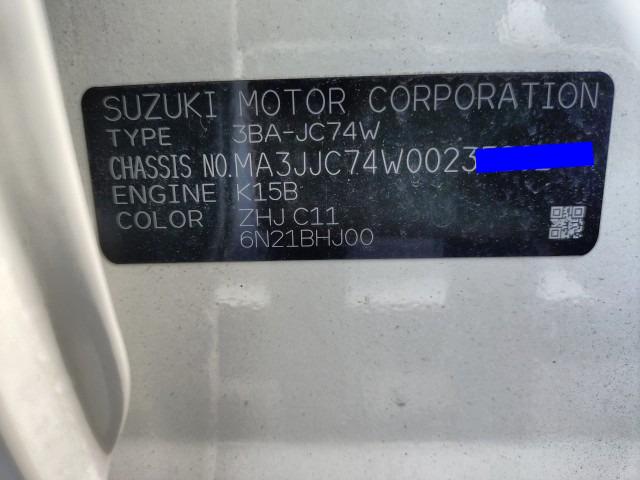 SUZUKI MOTOR CORPORATION
TYPE 3BA-JC74W
CHASSIS NO. MA3JJC74W0023
ENGINE K15B
COLOR ZHJ C11
6N21BHJ00